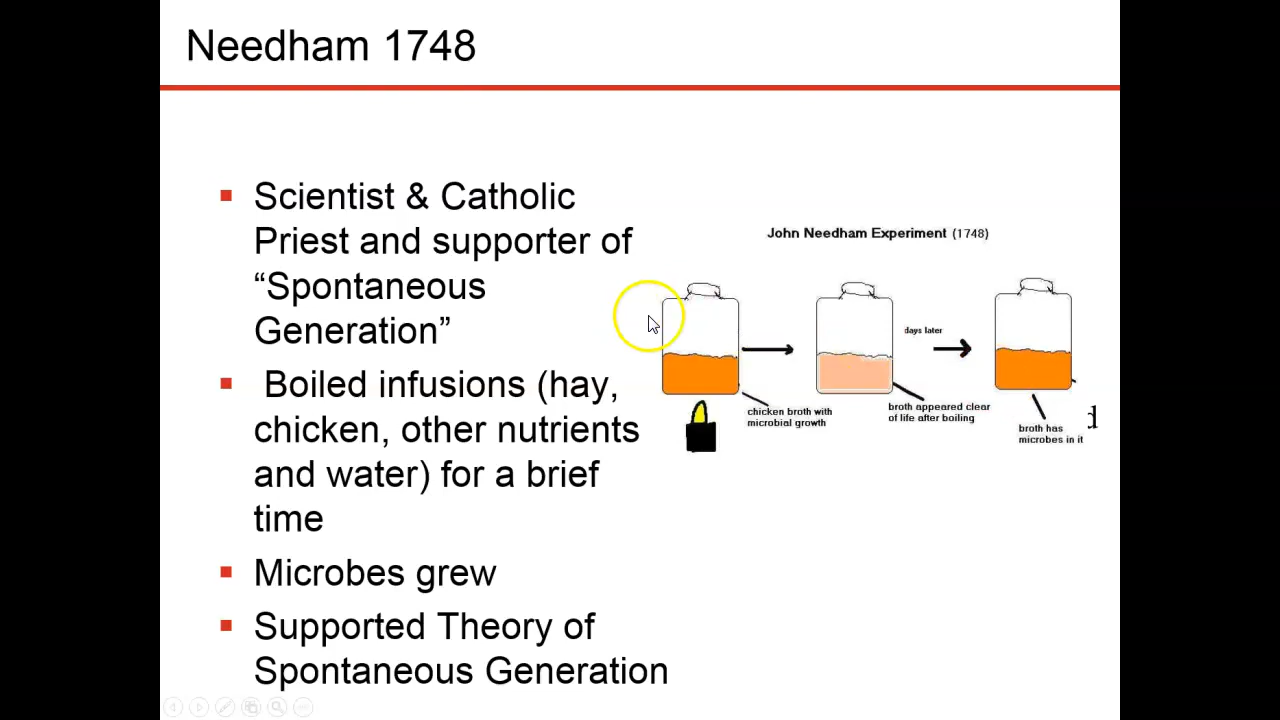 Needham 1748
Scientist & Catholic
Priest and supporter of
“Spontaneous
Generation”
Boiled infusions (hay,
chicken, other nutrients
and water) for a brief
time
Microbes grew
Supported Theory of
Spontaneous Generation
John Needham Experiment (1748)
days later
chicken broth with
microbial growth
broth appeared clear
of life after boiling
broth has
microbes in it
d